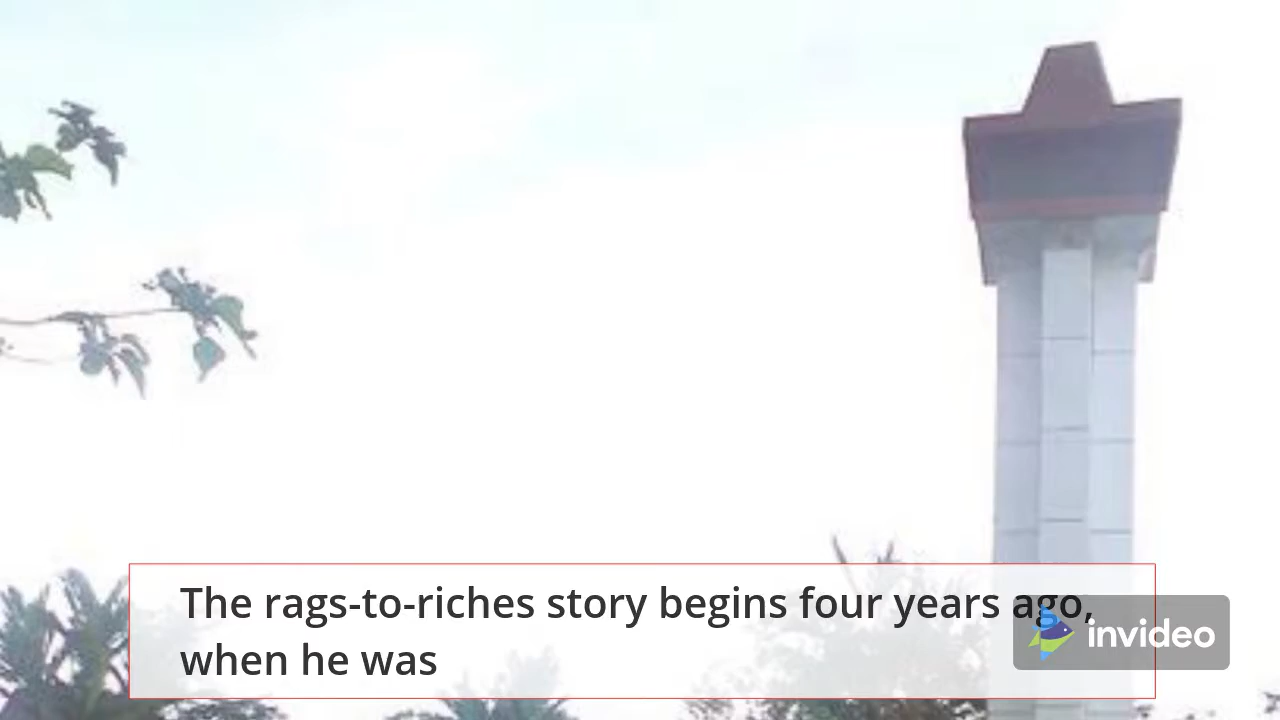 The rags-to-riches story begins four years ago,
when he was
invideo